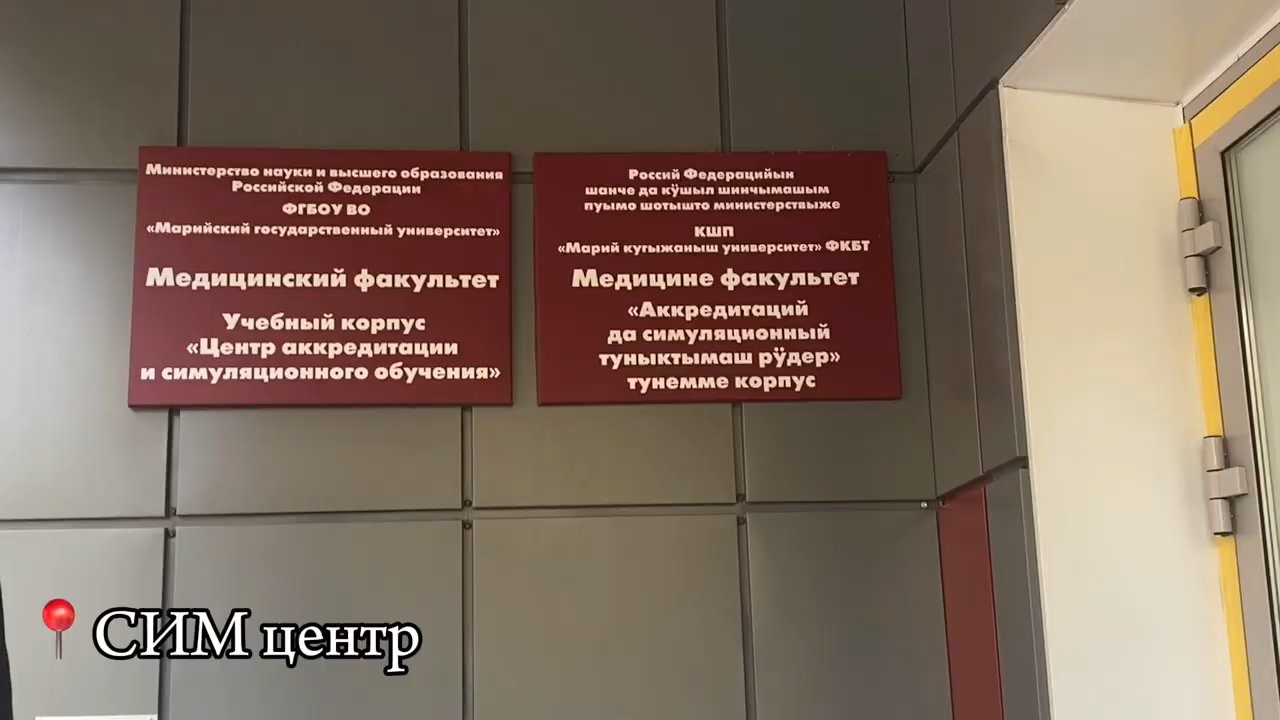 Министерство науки и высшего образования
Российской Федерации
ФГБОУ ВО
«Марийский государственный университет»
Медицинский факультет
Учебный корпус
«Центр аккредитации
и симуляционного обучения»
Россий Федерацийын
шанче да кӱшыл шинчымашым
пуымо шотышто министерствыже
КШП
«Марий кугыжаныш университет» ФКБТ
Медицине факультет
«Аккредитаций
да симуляционный
туныктымаш рӱдер»
тунемме корпус
СИМ центр